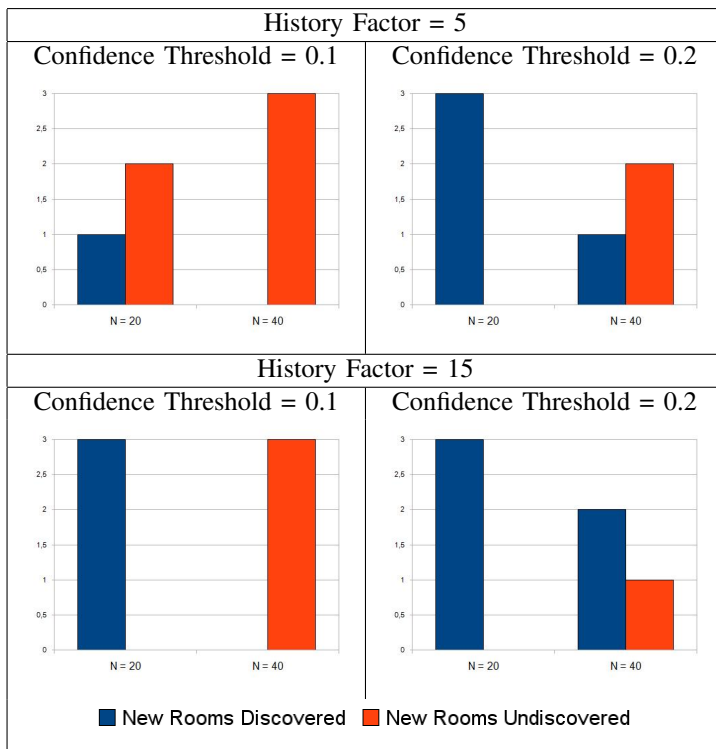 History Factor = 5
Confidence Threshold = 0.1
Confidence Threshold = 0.2
3
2,5
2
1,5
1
0,5
0
N = 20
N = 40
3
2,5
2
1,5
1
0,5
0
N = 20
N = 40
History Factor = 15
Confidence Threshold = 0.1
Confidence Threshold = 0.2
3
2,5
2
1,5
1
0,5
0
N = 20
N = 40
3
2,5
2
1,5
1
0,5
0
N = 20
N = 40
New Rooms Discovered
New Rooms Undiscovered